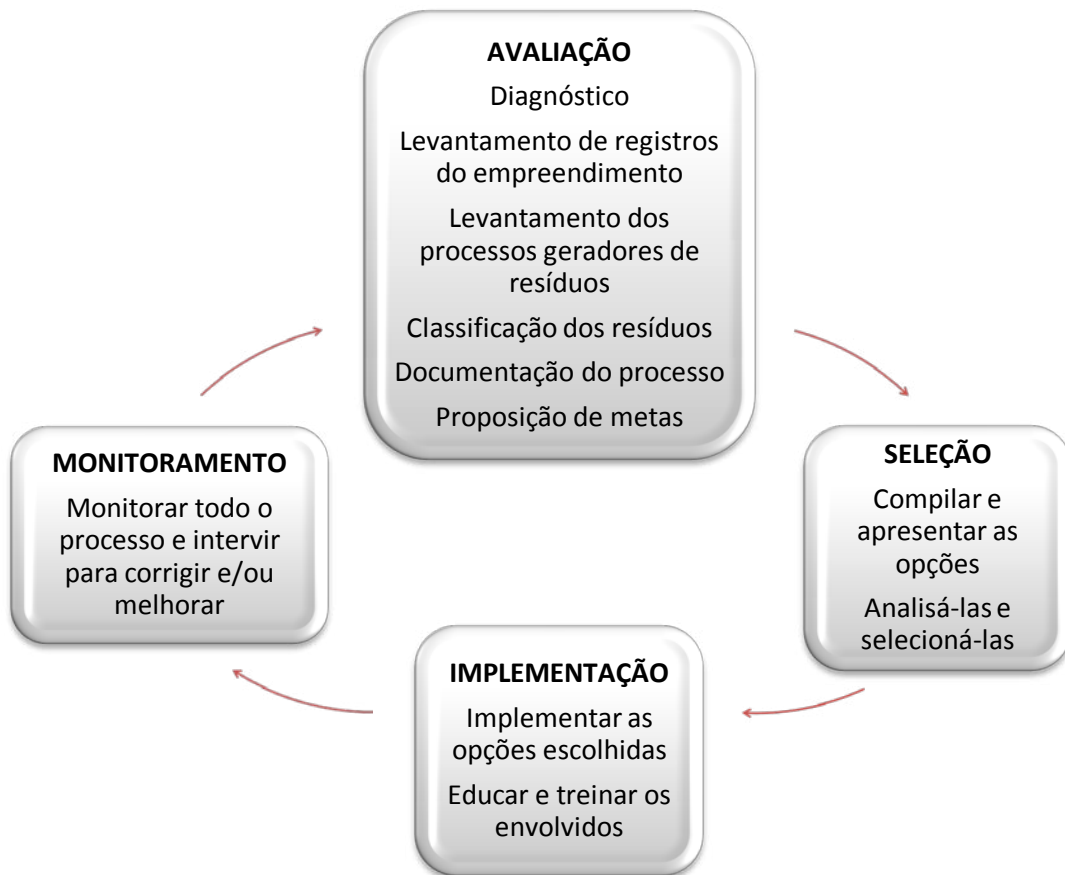 AVALIAÇÃO
Diagnóstico
Levantamento de registros
do empreendimento
Levantamento dos
processos geradores de
resíduos
Classificação dos resíduos
Documentação do processo
Proposição de metas
SELEÇÃO
Compilar e
apresentar as
opções
Analisá-las e
selecioná-las
IMPLEMENTAÇÃO
Implementar as
opções escolhidas
Educar e treinar os
envolvidos
MONITORAMENTO
Monitorar todo o
processo e intervir
para corrigir e/ou
melhorar